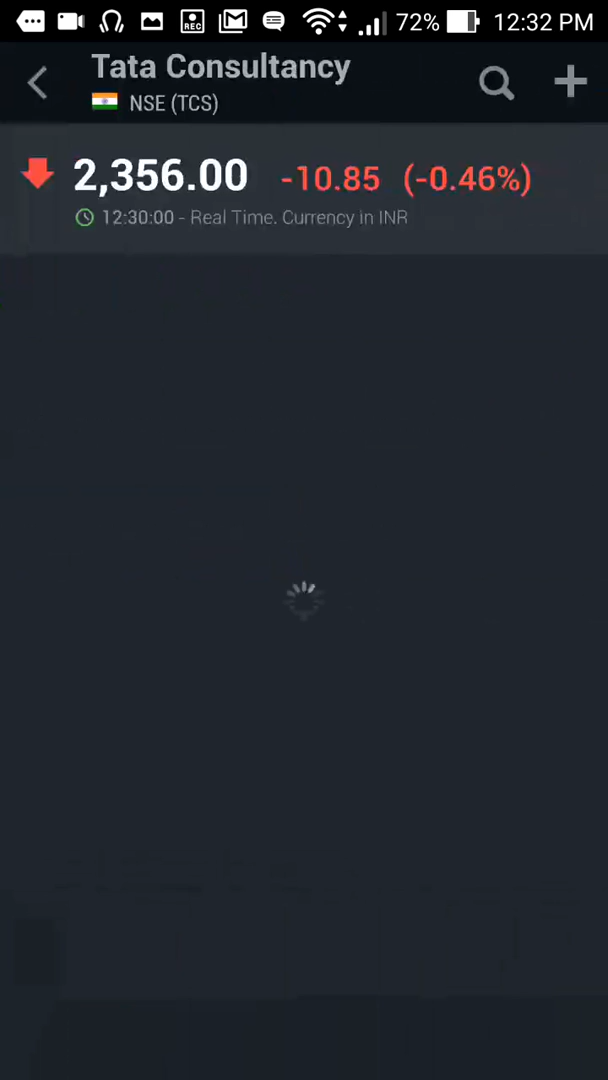 REC 72% 12:32 PM
Tata Consultancy
NSE (TCS)
2,356.00 -10.85 (-0.46%)
12:30:00 - Real Time. Currency in INR